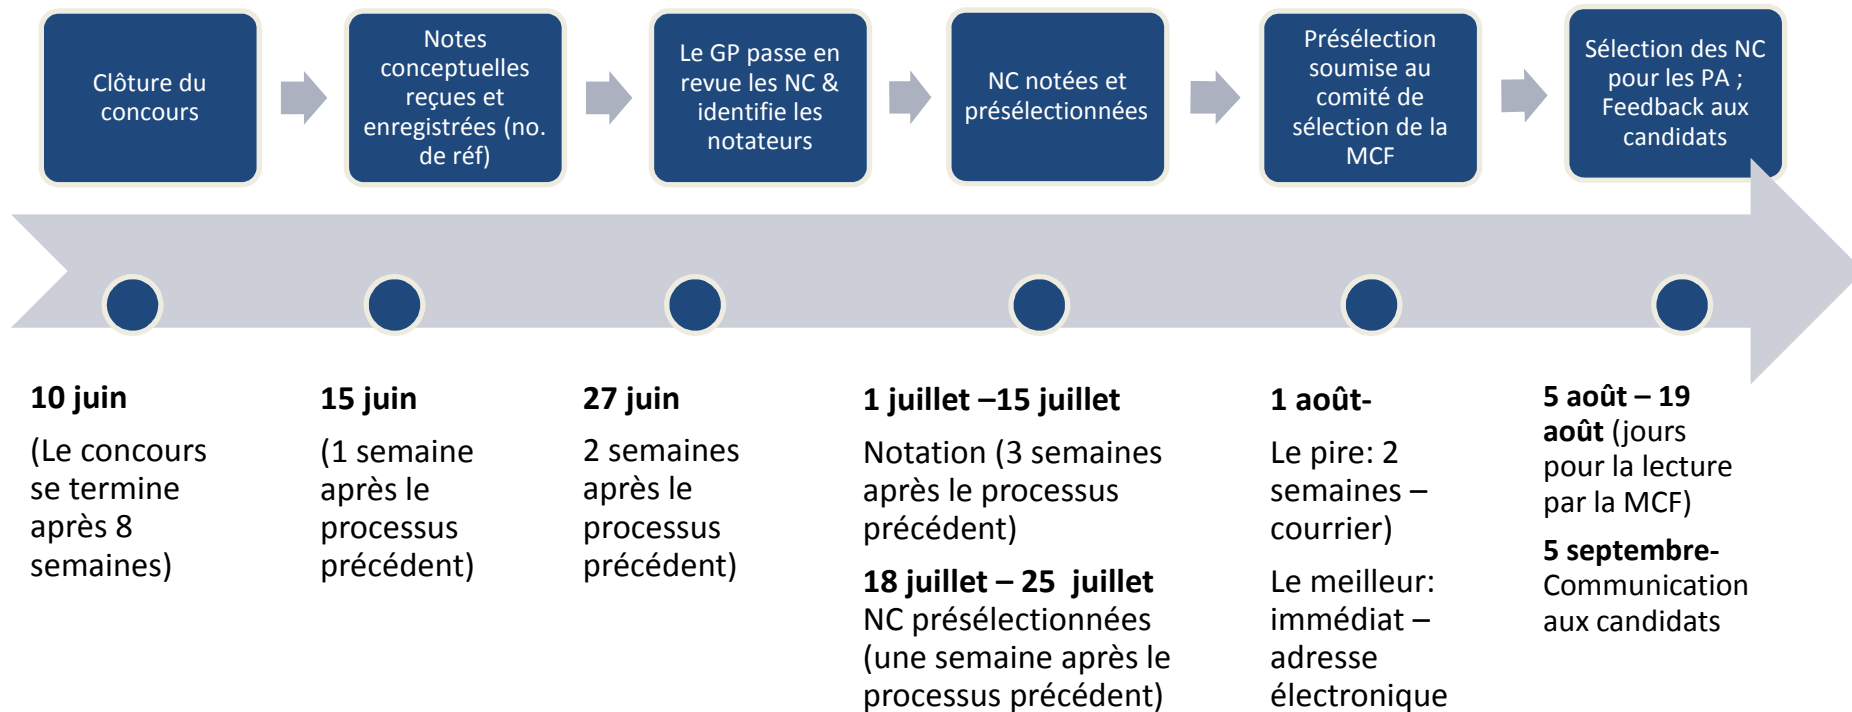 Clôture du
concours
Notes
conceptuelles
reçues et
enregistrées (no.
de réf)
Le GP passe en
revue les NC &
identifie les
notateurs
NC notées et
présélectionnées
Présélection
soumise au
comité de
sélection de la
MCF
Sélection des NC
pour les PA ;
Feedback aux
candidats
10 juin
(Le concours
se termine
après 8
semaines)
15 juin
(1 semaine
après le
processus
précédent)
27 juin
2 semaines
après le
processus
précédent)
1 juillet –15 juillet
Notation (3 semaines
après le processus
précédent)
18 juillet – 25 juillet
NC présélectionnées
(une semaine après le
processus précédent)
1 août-
Le pire: 2
semaines –
courrier)
Le meilleur:
immédiat –
adresse
électronique
5 août – 19
août (jours
pour la lecture
par la MCF)
5 septembre-
Communication
aux candidats